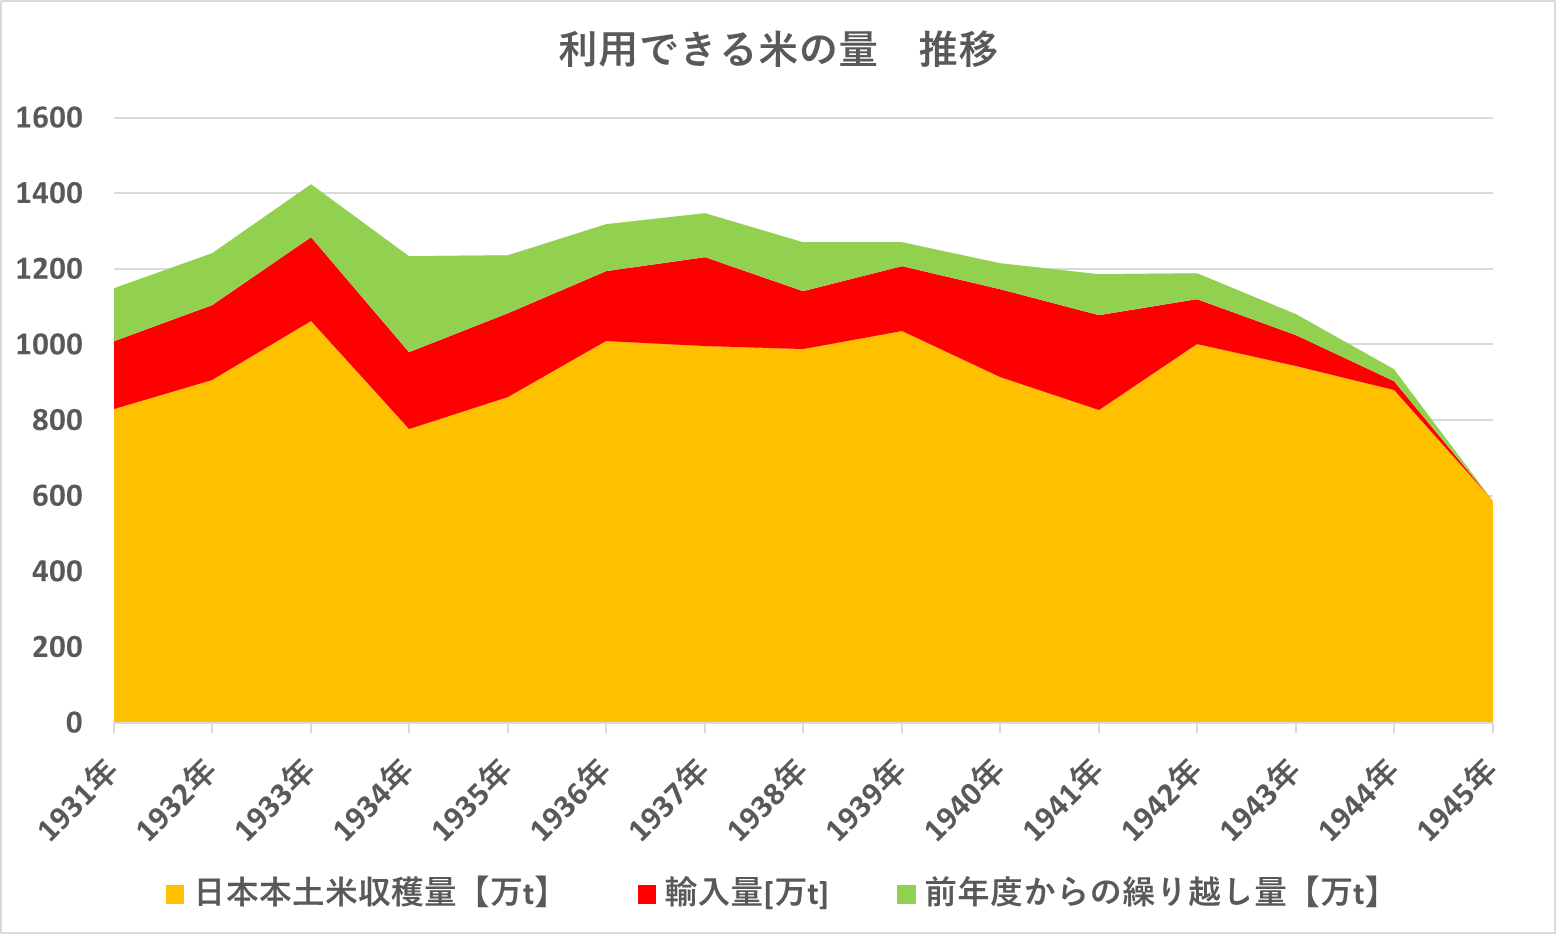 利用できる米の量　推移
1600
1400
1200
1000
800
600
400
200
0
1931年
1932年
1933年
1934年
1935年
1936年
1937年
1938年
1939年
1940年
1941年
1942年
1943年
1944年
1945年
日本本土米収穫量【万t】
輸入量[万t]
前年度からの繰り越し量【万t】